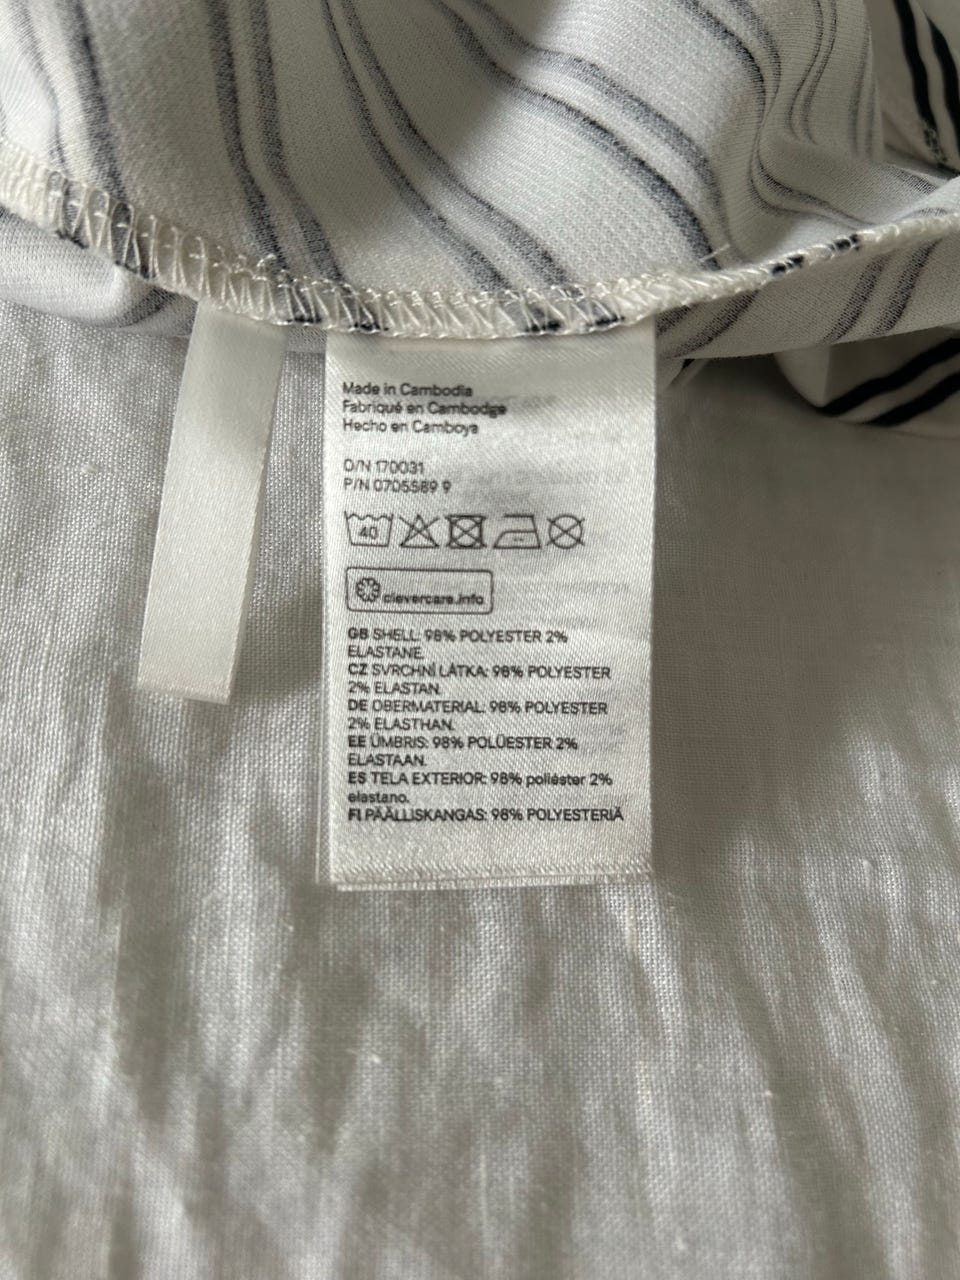 Made in Cambodia
Fabriqué en Cambodge
Hecho en Camboya
O/N 170031
P/N 0705589 9
40
clevercare.info
GB SHELL: 98% POLYESTER 2%
ELASTANE.
CZ SVRCHNÍ LÁTKA: 98% POLYESTER
2% ELASTAN.
DE OBERMATERIAL: 98% POLYESTER
2% ELASTHAN.
EE ÜMBRIS: 98% POLÜESTER 2%
ELASTAAN.
ES TELA EXTERIOR: 98% poliéster 2%
elastano.
FI PÄÄLLISKANGAS: 98% POLYESTERIÄ